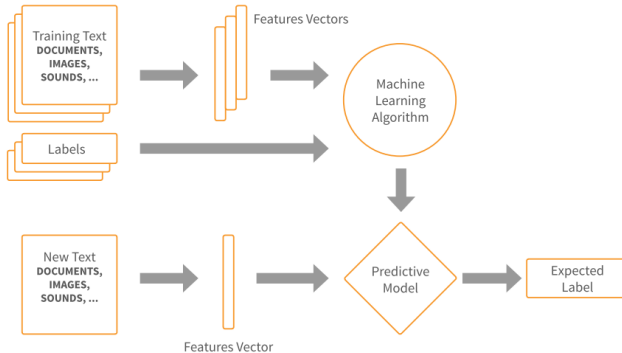 Training Text
DOCUMENTS,
IMAGES,
SOUNDS, ...
Features Vectors
Machine
Learning
Algorithm
Labels
New Text
DOCUMENTS,
IMAGES,
SOUNDS, ...
Features Vector
Predictive
Model
Expected
Label